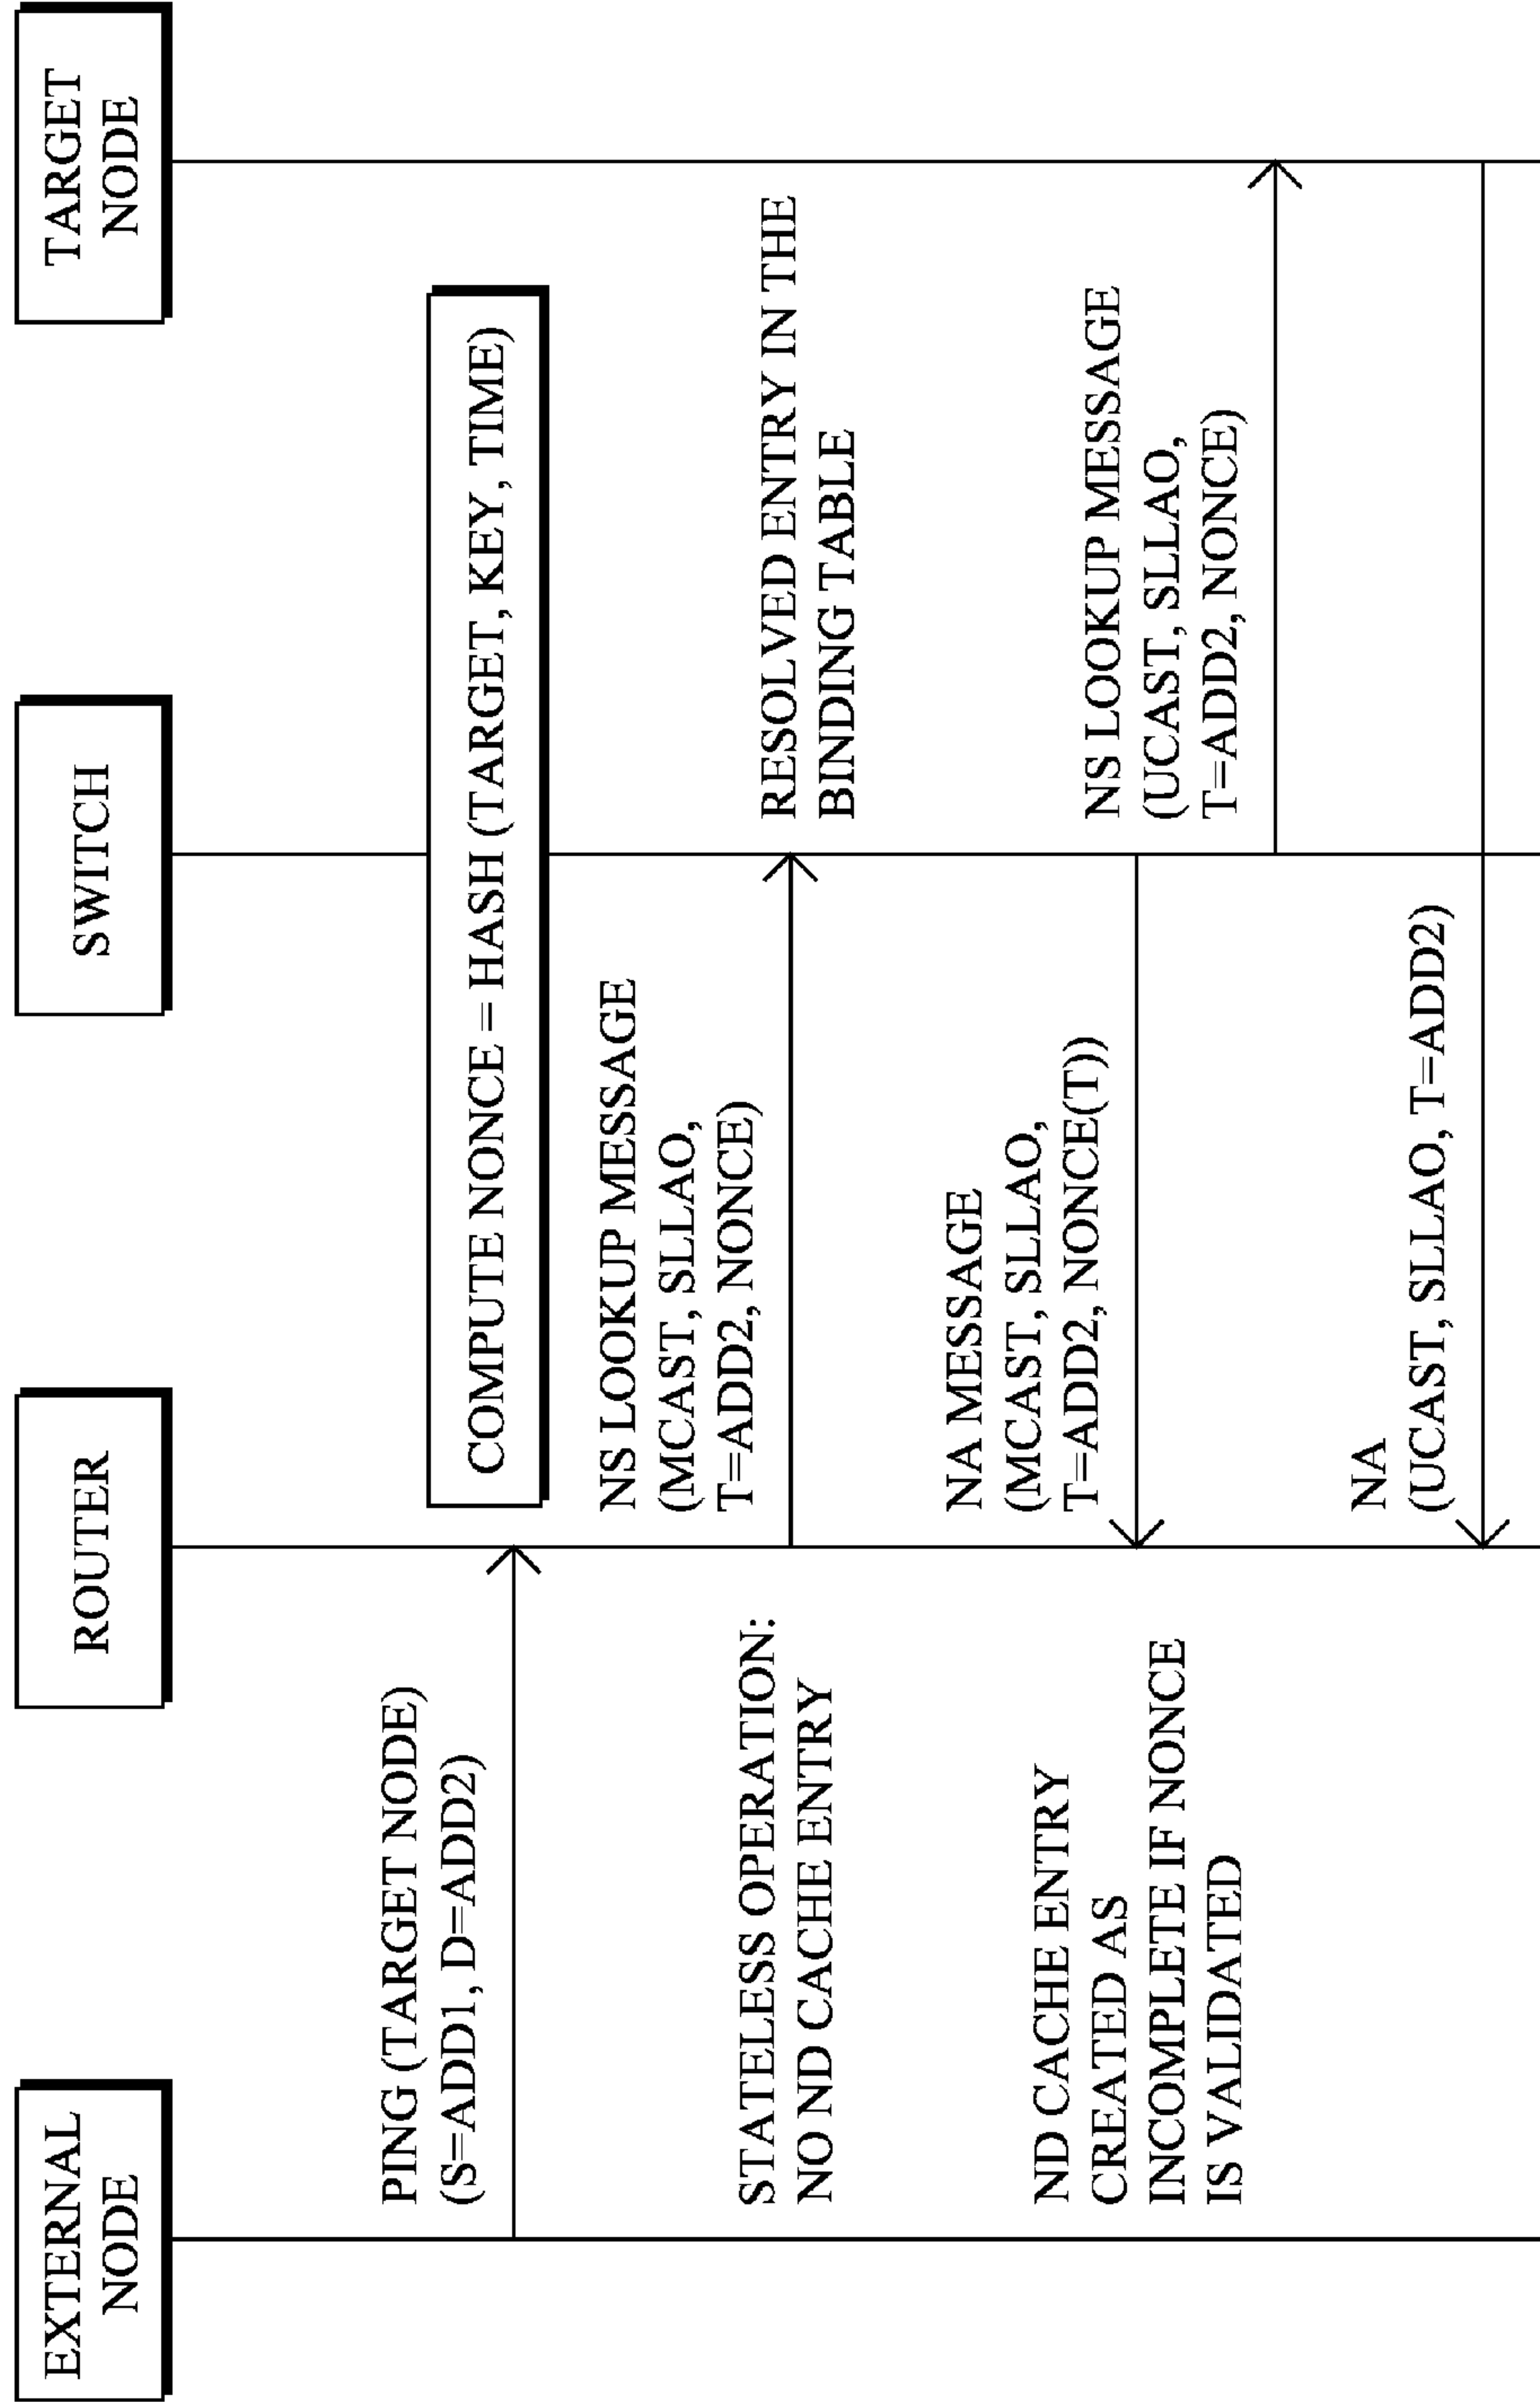 EXTERNAL
NODE
ROUTER
SWITCH
TARGET
NODE
PING (TARGET NODE)
(S=ADD1, D=ADD2)
COMPUTE NONCE = HASH (TARGET, KEY, TIME)
NS LOOKUP MESSAGE
(MCAST, SLLAO,
T=ADD2, NONCE)
STATELESS OPERATION:
NO ND CACHE ENTRY
RESOLVED ENTRY IN THE
BINDING TABLE
NA MESSAGE
(MCAST, SLLAO,
T=ADD2, NONCE(T))
ND CACHE ENTRY
CREATED AS
INCOMPLETE IF NONCE
IS VALIDATED
NS LOOKUP MESSAGE
(UCAST, SLLAO,
T=ADD2, NONCE)
NA
(UCAST, SLLAO, T=ADD2)